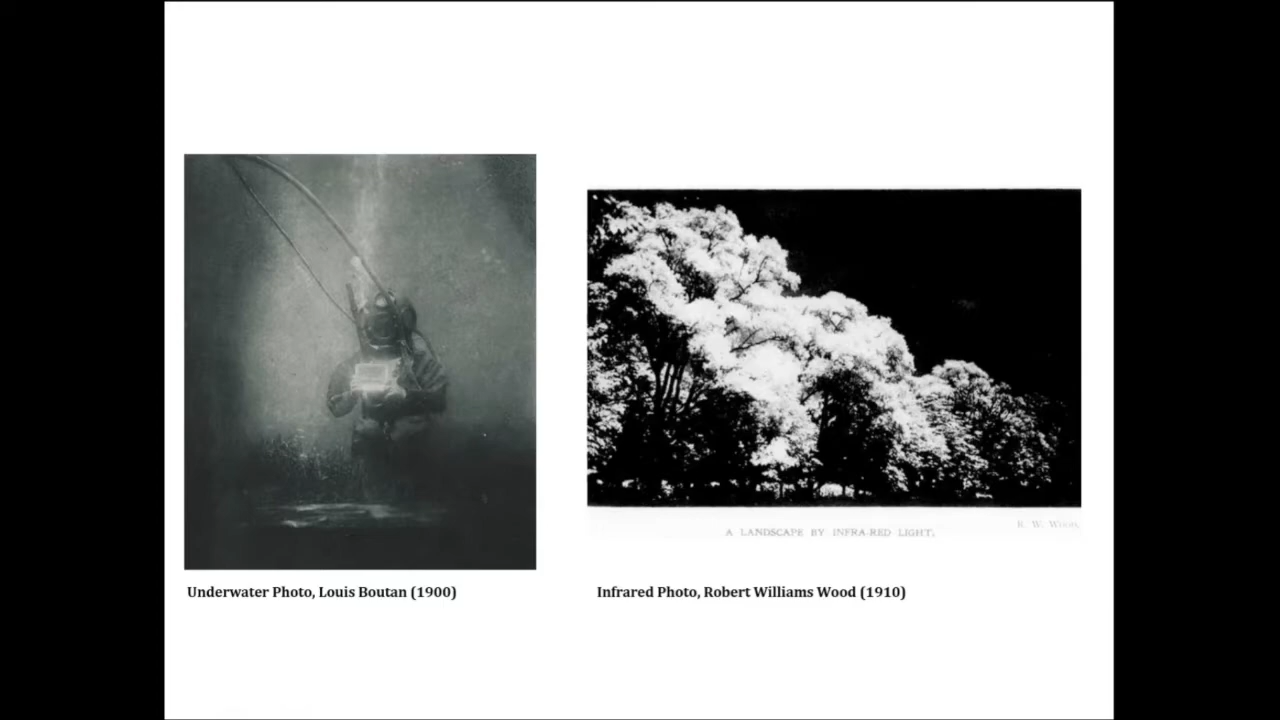 A LANDSCAPE BY INFRA-RED LIGHT.
R. W. Wood.
Underwater Photo, Louis Boutan (1900)
Infrared Photo, Robert Williams Wood (1910)